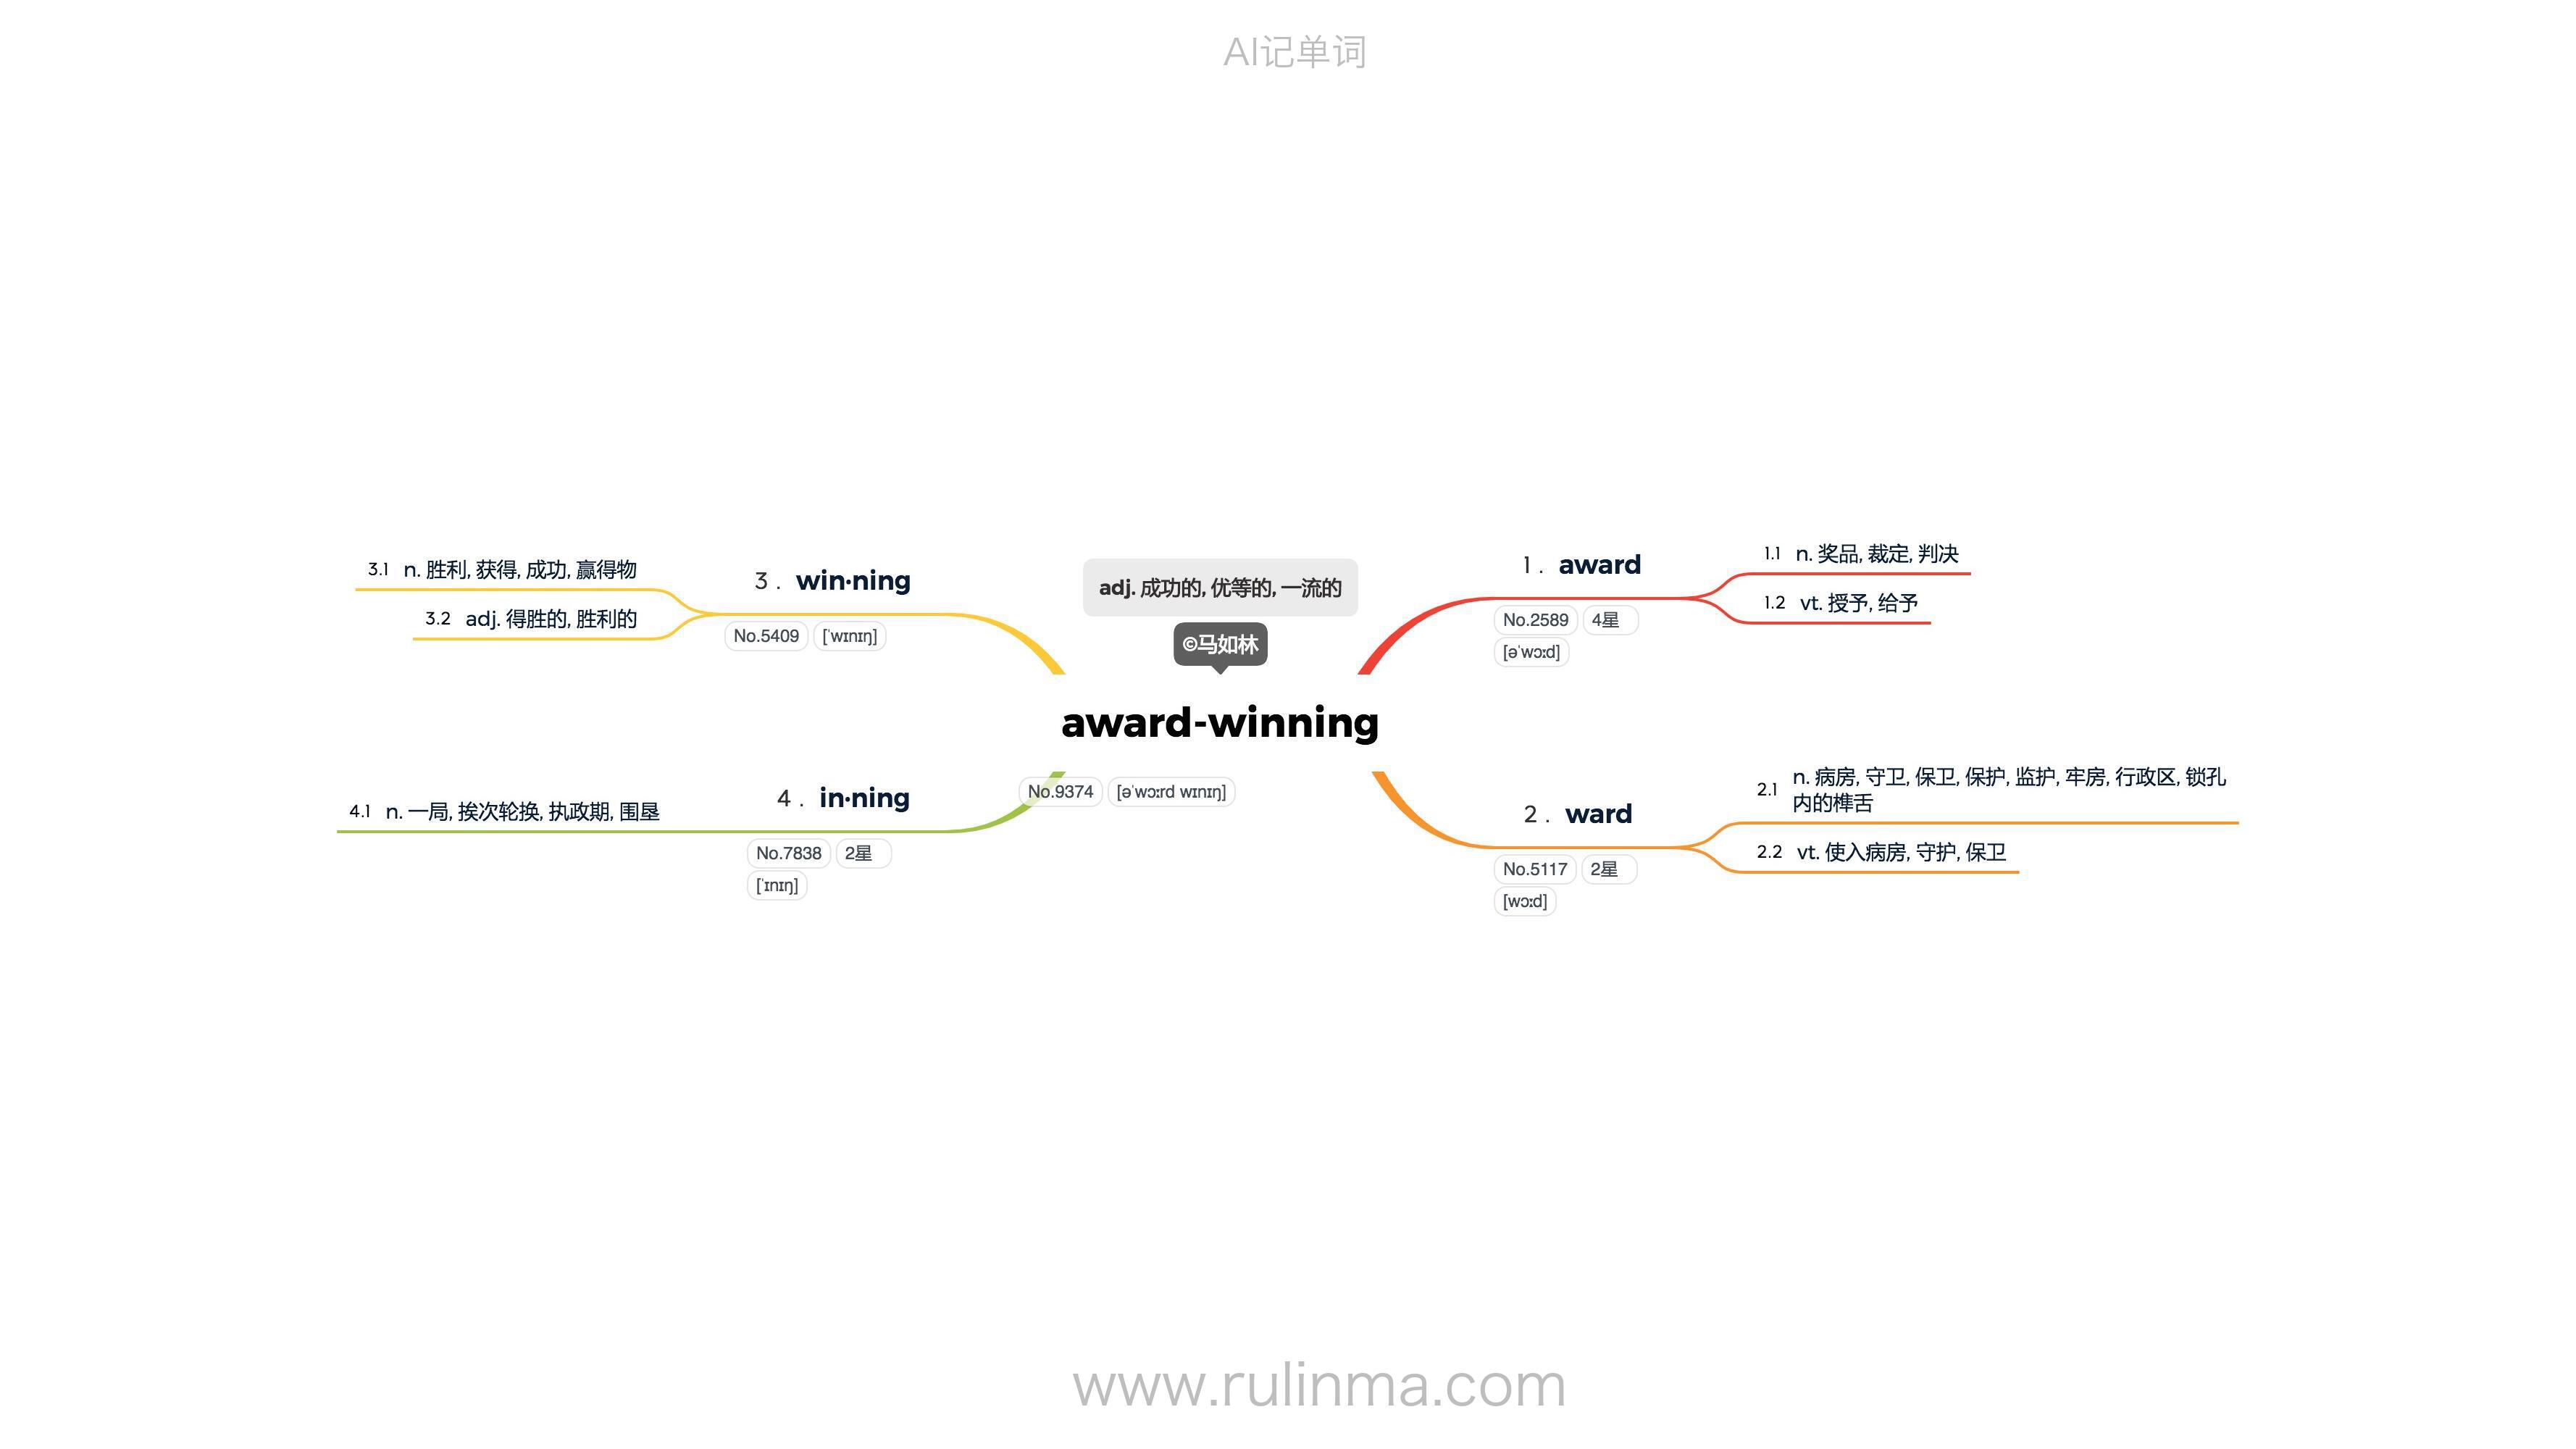 AI记单词
adj. 成功的, 优等的, 一流的
©马如林
award-winning
No.9374 [əˈwɔːrd wɪnɪŋ]
1 . award
No.2589 4星
[əˈwɔːd]
1.1 n. 奖品, 裁定, 判决
1.2 vt. 授予, 给予
2 . ward
No.5117 2星
[wɔːd]
2.1 n. 病房, 守卫, 保卫, 保护, 监护, 牢房, 行政区, 锁孔
内的榫舌
2.2 vt. 使入病房, 守护, 保卫
3 . win·ning
No.5409 [ˈwɪnɪŋ]
3.1 n. 胜利, 获得, 成功, 赢得物
3.2 adj. 得胜的, 胜利的
4 . in·ning
No.7838 2星
[ˈɪnɪŋ]
4.1 n. 一局, 挨次轮换, 执政期, 围垦
www.rulinma.com